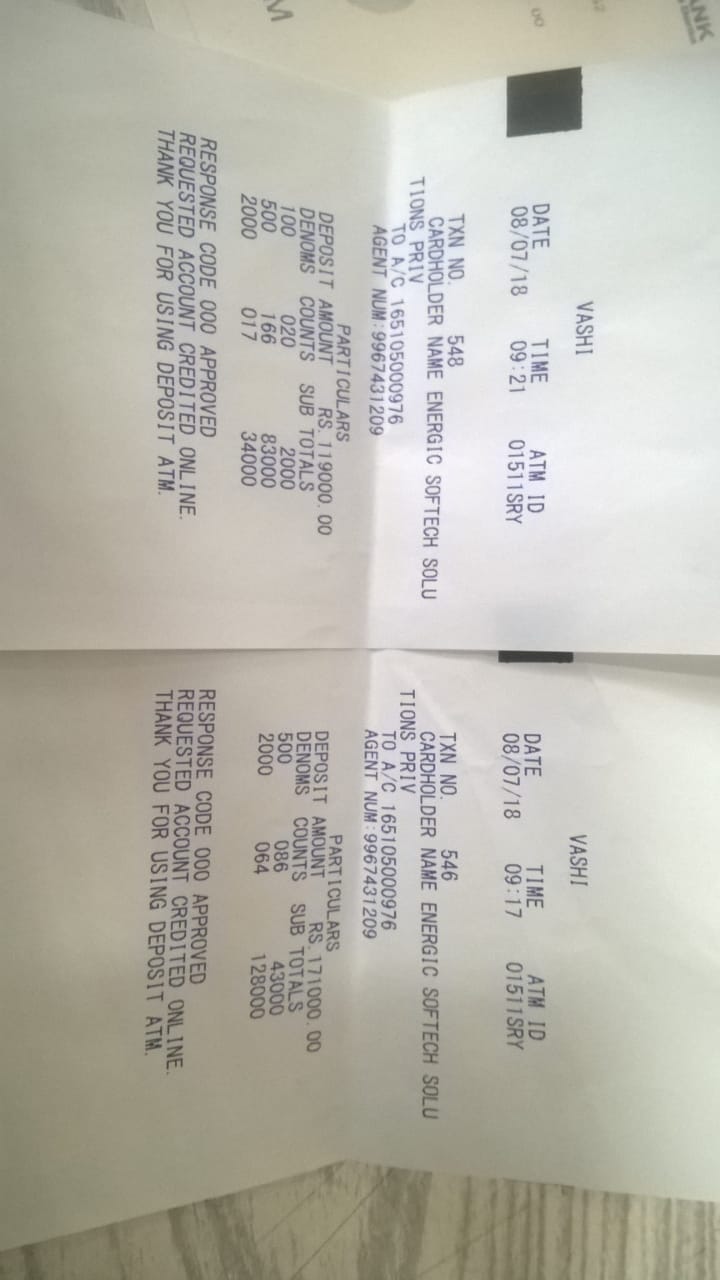 ANK
M
VASHI
DATE TIME ATM ID
08/07/18 09:21 01511SRY
TXN NO. 548
CARDHOLDER NAME ENERGIC SOFTECH SOLU
TIONS PRIV
TO A/C 165105000976
AGENT NUM:9967431209
PARTICULARS
DEPOSIT AMOUNT RS.119000.00
DENOMS COUNTS SUB TOTALS
100 020 2000
500 166 83000
2000 017 34000
RESPONSE CODE 000 APPROVED
REQUESTED ACCOUNT CREDITED ONLINE.
THANK YOU FOR USING DEPOSIT ATM.
VASHI
DATE TIME ATM ID
08/07/18 09:17 01511SRY
TXN NO. 546
CARDHOLDER NAME ENERGIC SOFTECH SOLU
TIONS PRIV
TO A/C 165105000976
AGENT NUM:9967431209
PARTICULARS
DEPOSIT AMOUNT RS.171000.00
DENOMS COUNTS SUB TOTALS
500 086 43000
2000 064 128000
RESPONSE CODE 000 APPROVED
REQUESTED ACCOUNT CREDITED ONLINE.
THANK YOU FOR USING DEPOSIT ATM.